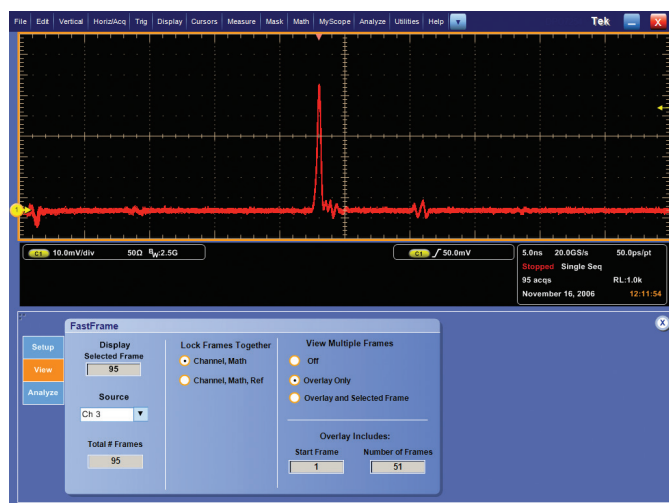 File Edit Vertical Horiz/Acq Trig Display Cursors Measure Mask Math MyScope Analyze Utilities Help Tek X
1
C1 10.0mV/div 50Ω BW:2.5G
C1 50.0mV
5.0ns 20.0GS/s 50.0ps/pt
Stopped Single Seq
95 acqs RL:1.0k
November 16, 2006 12:11:54
X
FastFrame
Setup
View
Analyze
Display
Selected Frame
95
Source
Ch 3
Total # Frames
95
Lock Frames Together
Channel, Math
Channel, Math, Ref
View Multiple Frames
Off
Overlay Only
Overlay and Selected Frame
Overlay Includes:
Start Frame Number of Frames
1 51